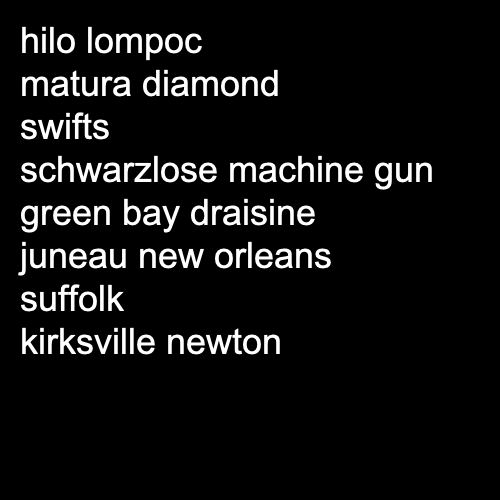 hilo lompoc
matura diamond
swifts
schwarzlose machine gun
green bay draisine
juneau new orleans
suffolk
kirksville newton